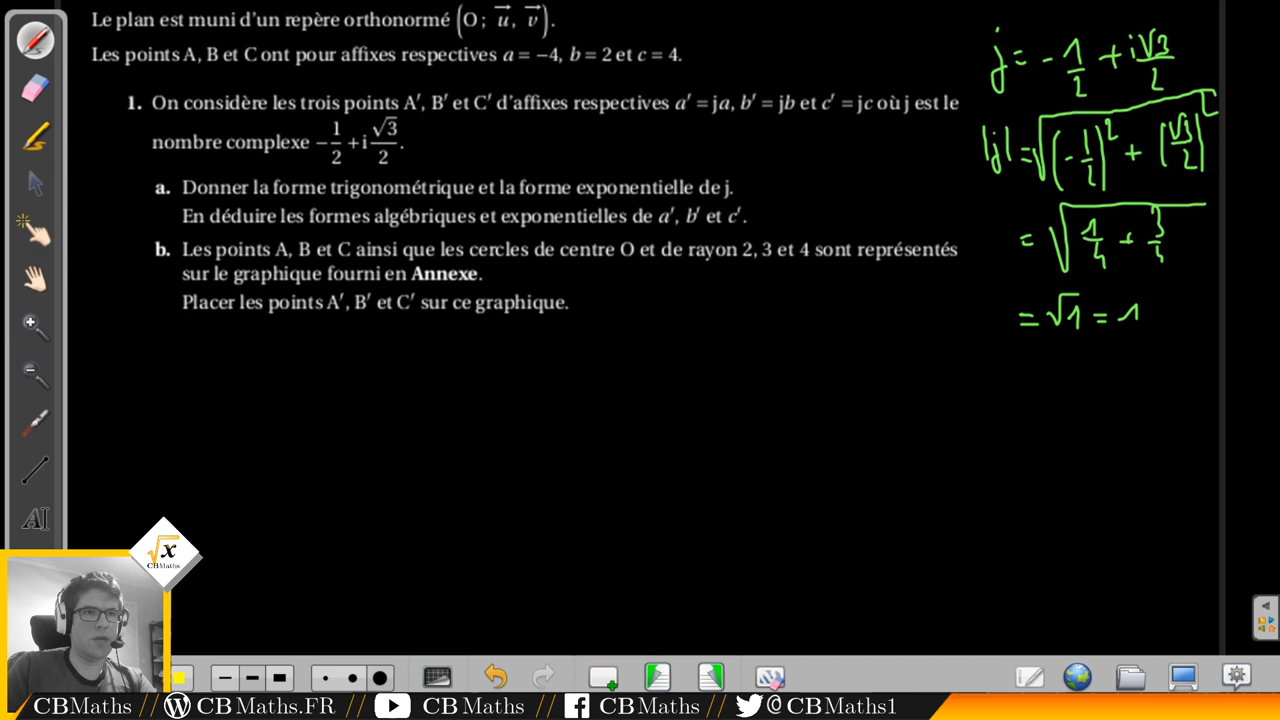 Le plan est muni d'un repère orthonormé (O ; u⃗, v⃗).
Les points A, B et C ont pour affixes respectives a = −4, b = 2 et c = 4.
1. On considère les trois points A′, B′ et C′ d'affixes respectives a′ = ja, b′ = jb et c′ = jc où j est le
nombre complexe −1/2 + i√3/2.
a. Donner la forme trigonométrique et la forme exponentielle de j.
En déduire les formes algébriques et exponentielles de a′, b′ et c′.
b. Les points A, B et C ainsi que les cercles de centre O et de rayon 2, 3 et 4 sont représentés
sur le graphique fourni en Annexe.
Placer les points A′, B′ et C′ sur ce graphique.
j = −1/2 + i√3/2
|j| = √((−1/2)² + (√3/2)²)
= √(1/4 + 3/4)
= √1 = 1
AI
√x
CBMaths
CBMaths CBMaths.FR CBMaths CBMaths @CBMaths1